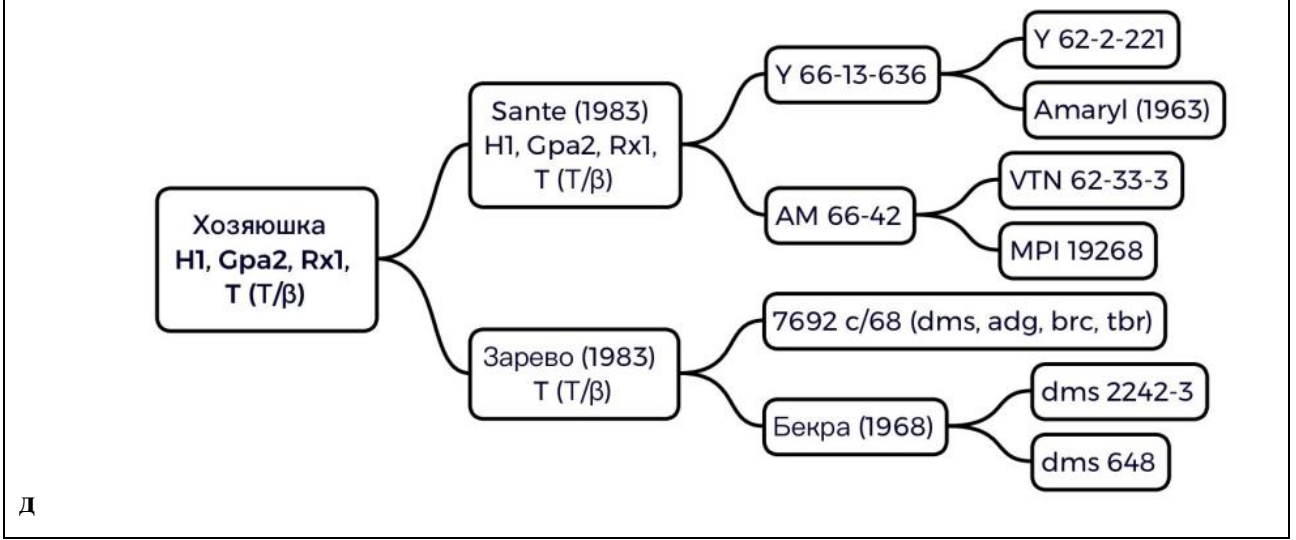 Y 62-2-221
Y 66-13-636
Amaryl (1963)
Sante (1983)
H1, Gpa2, Rx1,
T (T/β)
VTN 62-33-3
AM 66-42
MPI 19268
Хозяюшка
H1, Gpa2, Rx1,
T (T/β)
7692 c/68 (dms, adg, brc, tbr)
Зарево (1983)
T (T/β)
dms 2242-3
Бекра (1968)
dms 648
д